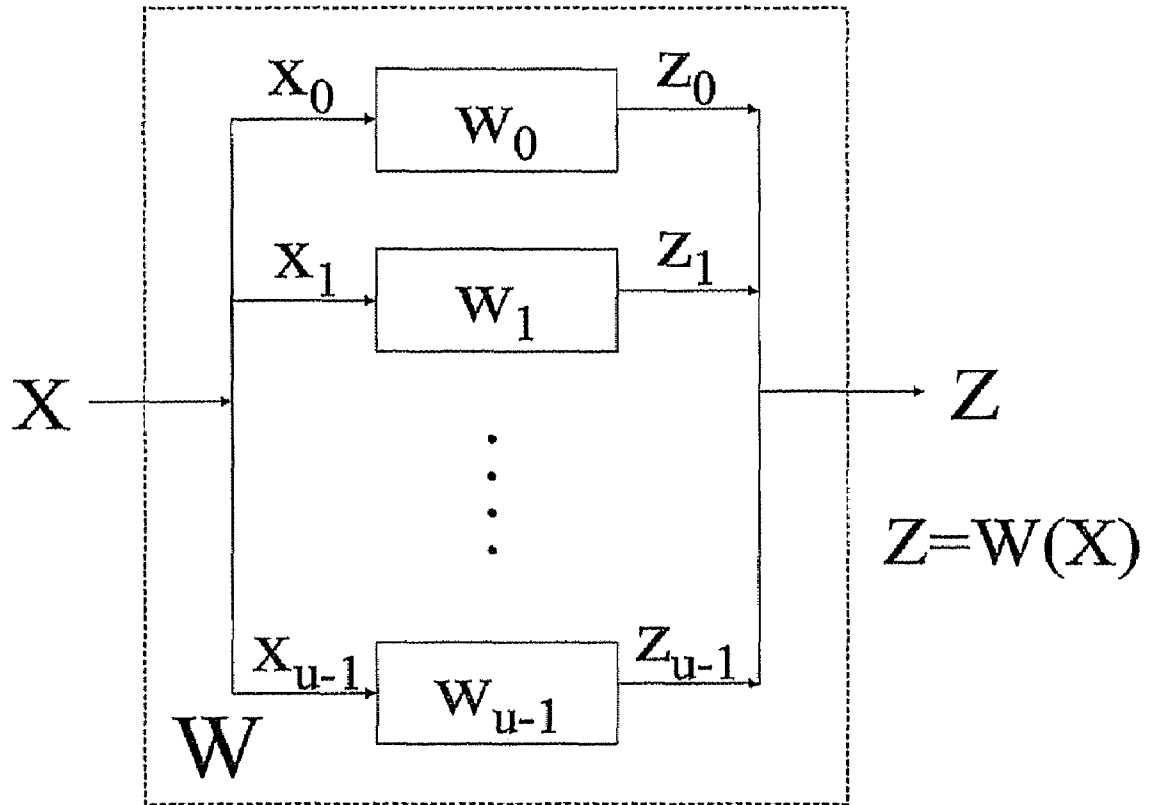 x₀ w₀ z₀
x₁ w₁ z₁
X Z
Z=W(X)
xᵤ₋₁ wᵤ₋₁ zᵤ₋₁
W